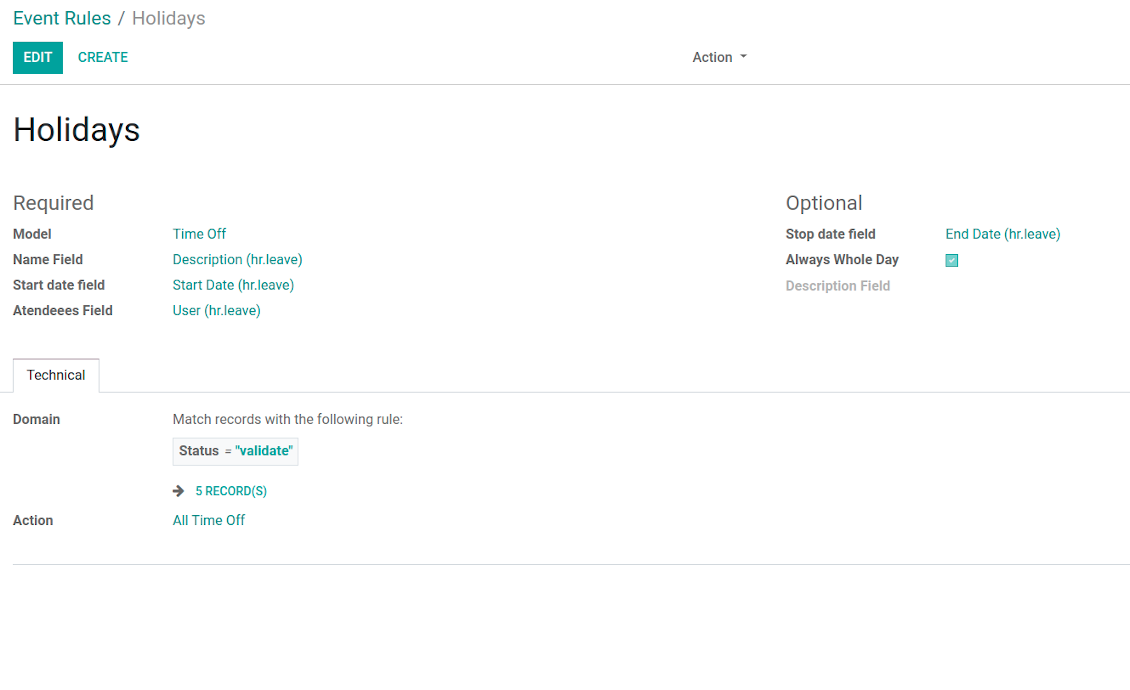 Event Rules / Holidays
EDIT CREATE Action
Holidays
Required Optional
Model Time Off Stop date field End Date (hr.leave)
Name Field Description (hr.leave) Always Whole Day
Start date field Start Date (hr.leave) Description Field
Atendeees Field User (hr.leave)
Technical
Domain Match records with the following rule:
Status = "validate"
5 RECORD(S)
Action All Time Off